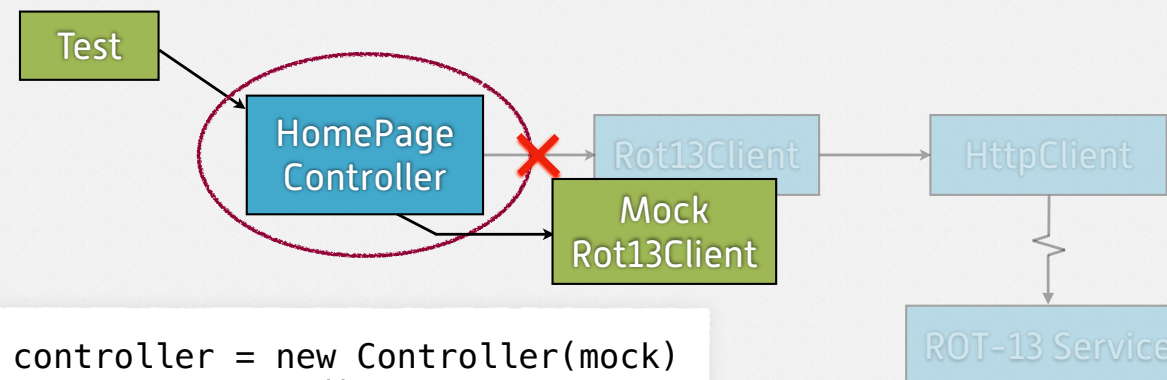 Test
HomePage
Controller
Rot13Client
HttpClient
Mock
Rot13Client
ROT-13 Service
controller = new Controller(mock)